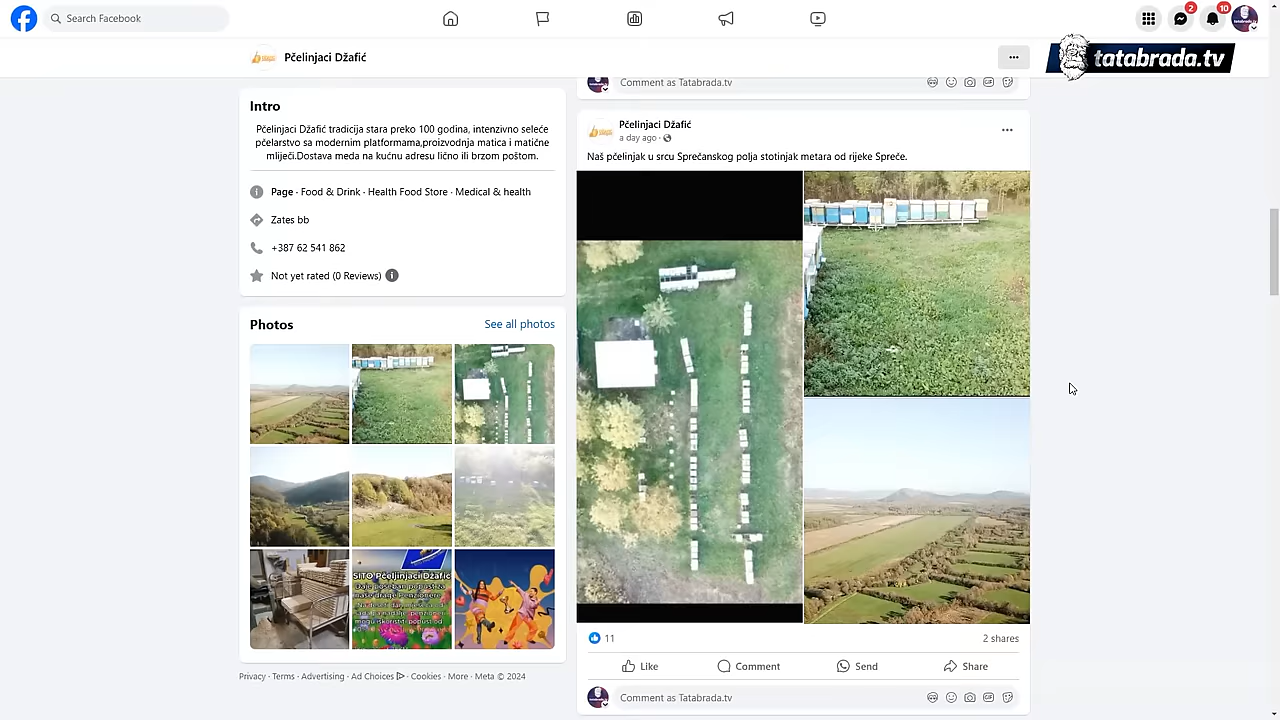 Search Facebook
2
10
Pčelinjaci Džafić
...
tatabrada.tv
Comment as Tatabrada.tv
Intro
Pčelinjaci Džafić tradicija stara preko 100 godina, intenzivno seleće
pčelarstvo sa modernim platformama,proizvodnja matica i matične
mliječi.Dostava meda na kućnu adresu lično ili brzom poštom.
Page · Food & Drink · Health Food Store · Medical & health
Zates bb
+387 62 541 862
Not yet rated (0 Reviews)
Photos
See all photos
SITO Pčeljinjaci Džafić
Privacy · Terms · Advertising · Ad Choices · Cookies · More · Meta © 2024
Pčelinjaci Džafić
a day ago ·
Naš pčelinjak u srcu Sprečanskog polja stotinjak metara od rijeke Spreče.
11
2 shares
Like
Comment
Send
Share
Comment as Tatabrada.tv